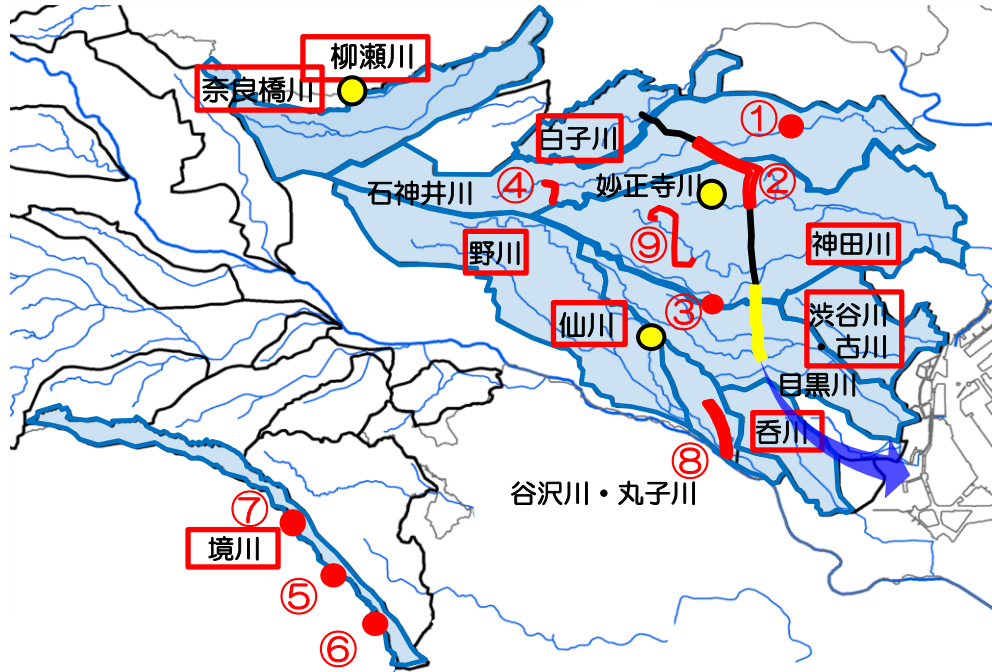 柳瀬川
奈良橋川
①
白子川
②
石神井川
④
妙正寺川
⑨
野川
神田川
③
仙川
渋谷川
・古川
目黒川
呑川
⑧
谷沢川・丸子川
⑦
境川
⑤
⑥